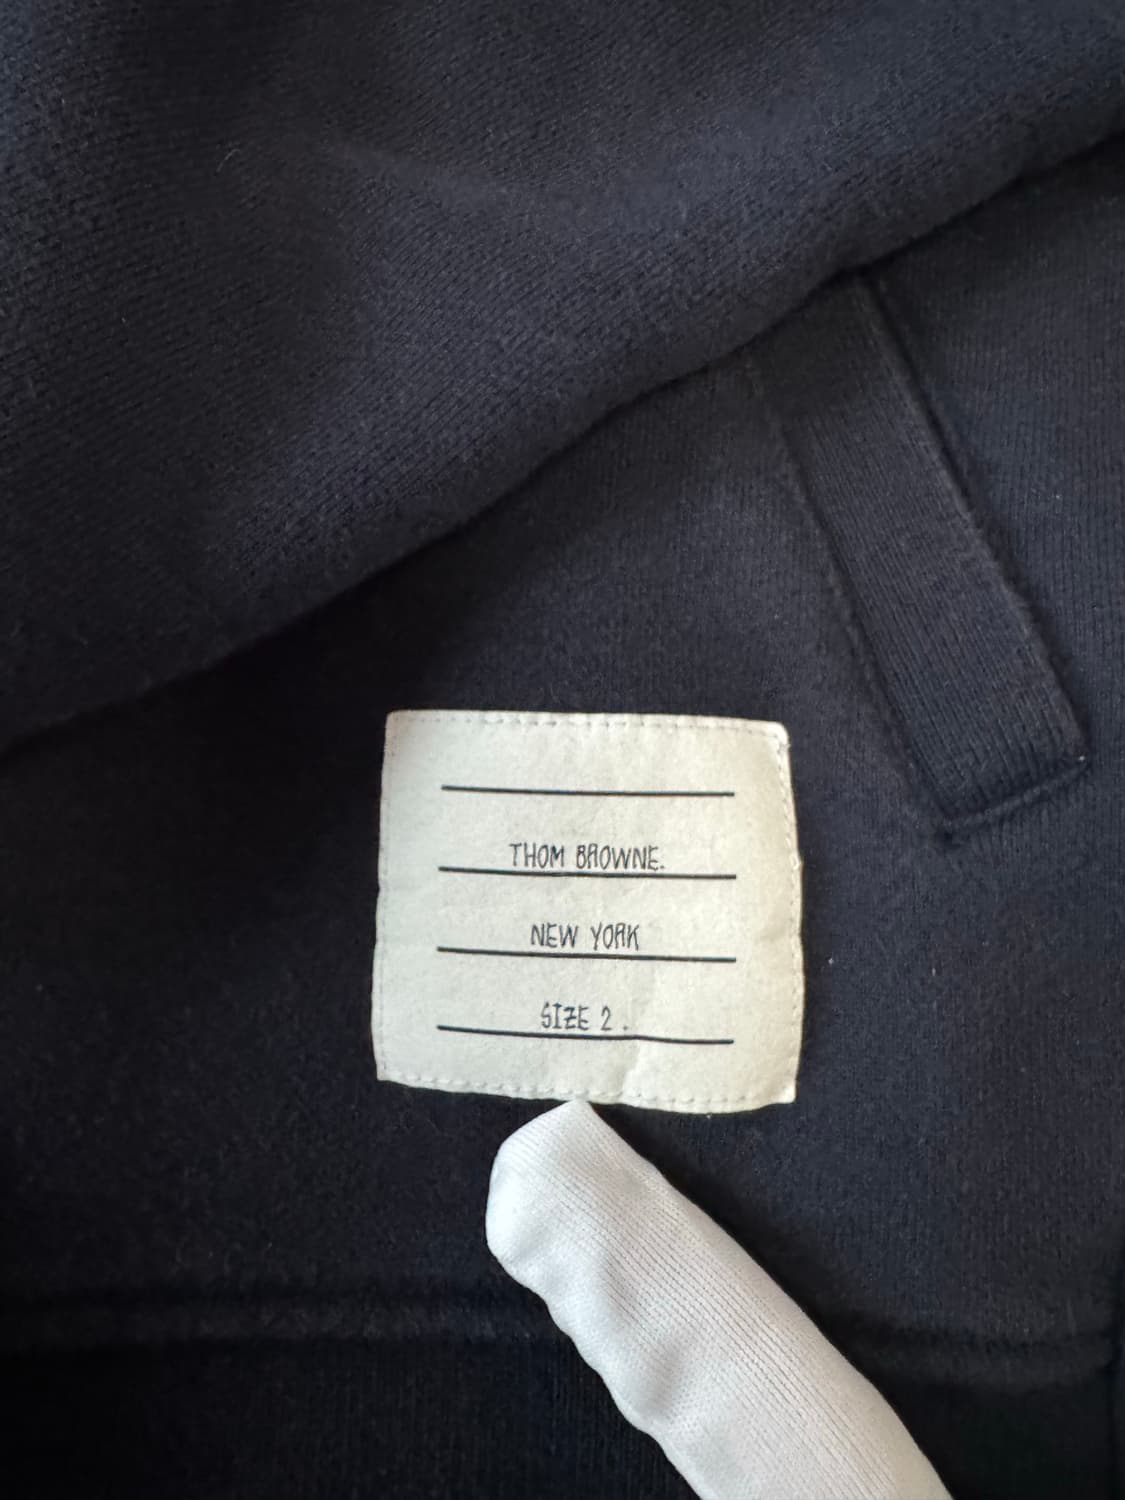 THOM BROWNE.
NEW YORK
SIZE 2.